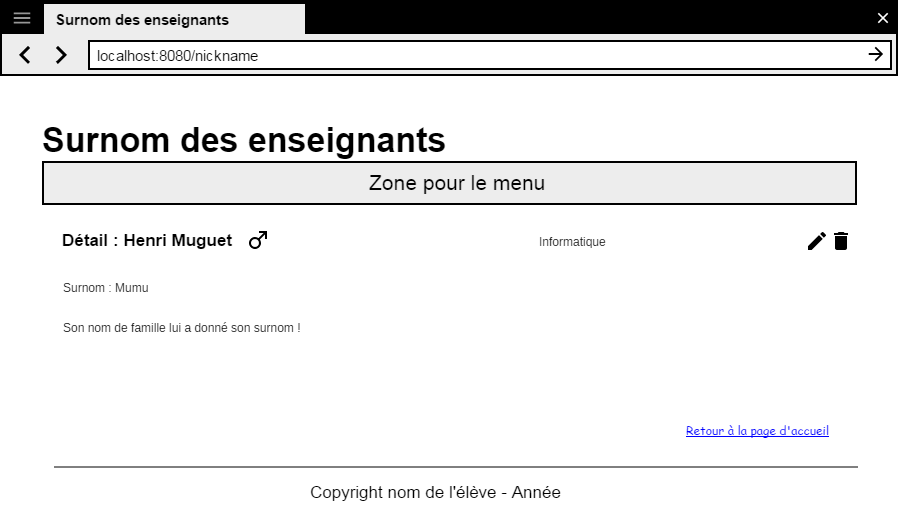 Surnom des enseignants
localhost:8080/nickname
Surnom des enseignants
Zone pour le menu
Détail : Henri Muguet
Informatique
Surnom : Mumu
Son nom de famille lui a donné son surnom !
Retour à la page d'accueil
Copyright nom de l'élève - Année